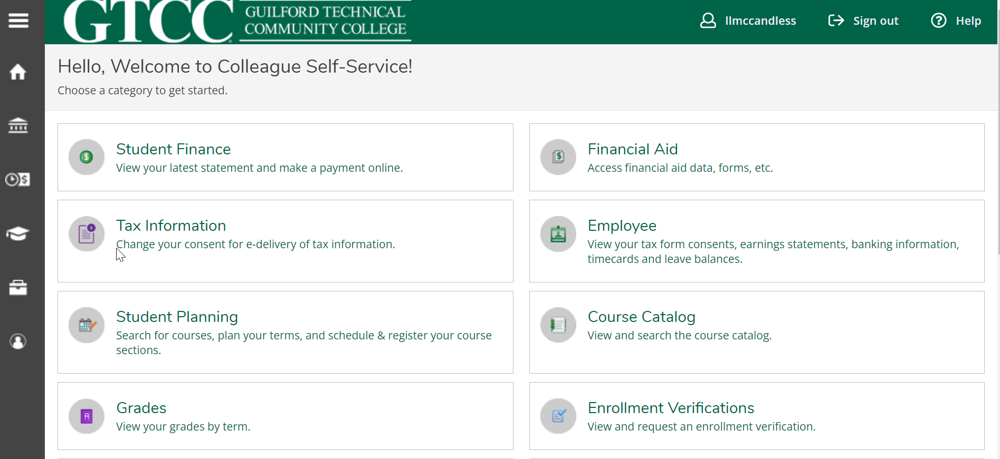 GTCC
GUILFORD TECHNICAL
COMMUNITY COLLEGE
llmccandless
Sign out
Help
Hello, Welcome to Colleague Self-Service!
Choose a category to get started.
Student Finance
View your latest statement and make a payment online.
Financial Aid
Access financial aid data, forms, etc.
Tax Information
Change your consent for e-delivery of tax information.
Employee
View your tax form consents, earnings statements, banking information,
timecards and leave balances.
Student Planning
Search for courses, plan your terms, and schedule & register your course
sections.
Course Catalog
View and search the course catalog.
Grades
View your grades by term.
Enrollment Verifications
View and request an enrollment verification.